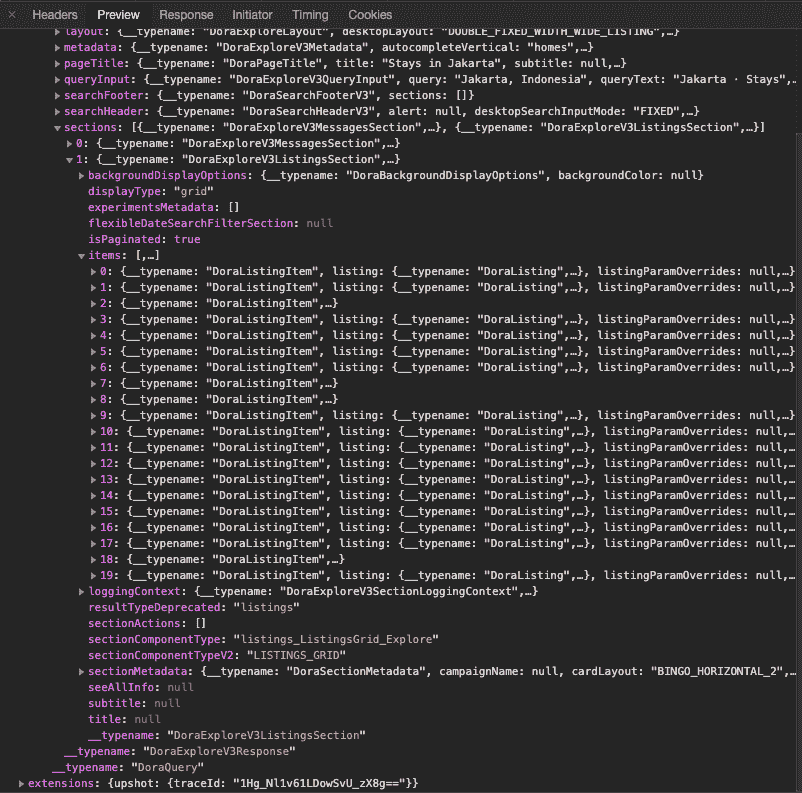 × Headers Preview Response Initiator Timing Cookies
▶layout: {__typename: "DoraExploreLayout", desktopLayout: "DOUBLE_FIXED_WIDTH_WIDE_LISTING",…}
▶metadata: {__typename: "DoraExploreV3Metadata", autocompleteVertical: "homes",…}
▶pageTitle: {__typename: "DoraPageTitle", title: "Stays in Jakarta", subtitle: null,…}
▶queryInput: {__typename: "DoraExploreV3QueryInput", query: "Jakarta, Indonesia", queryText: "Jakarta · Stays",…
▶searchFooter: {__typename: "DoraSearchFooterV3", sections: []}
▶searchHeader: {__typename: "DoraSearchHeaderV3", alert: null, desktopSearchInputMode: "FIXED",…}
▼sections: [{__typename: "DoraExploreV3MessagesSection",…}, {__typename: "DoraExploreV3ListingsSection",…}]
▶0: {__typename: "DoraExploreV3MessagesSection",…}
▼1: {__typename: "DoraExploreV3ListingsSection",…}
▶backgroundDisplayOptions: {__typename: "DoraBackgroundDisplayOptions", backgroundColor: null}
displayType: "grid"
experimentsMetadata: []
flexibleDateSearchFilterSection: null
isPaginated: true
▼items: [,…]
▶0: {__typename: "DoraListingItem", listing: {__typename: "DoraListing",…}, listingParamOverrides: null,…}
▶1: {__typename: "DoraListingItem", listing: {__typename: "DoraListing",…}, listingParamOverrides: null,…}
▶2: {__typename: "DoraListingItem",…}
▶3: {__typename: "DoraListingItem", listing: {__typename: "DoraListing",…}, listingParamOverrides: null,…}
▶4: {__typename: "DoraListingItem", listing: {__typename: "DoraListing",…}, listingParamOverrides: null,…}
▶5: {__typename: "DoraListingItem", listing: {__typename: "DoraListing",…}, listingParamOverrides: null,…}
▶6: {__typename: "DoraListingItem", listing: {__typename: "DoraListing",…}, listingParamOverrides: null,…}
▶7: {__typename: "DoraListingItem",…}
▶8: {__typename: "DoraListingItem",…}
▶9: {__typename: "DoraListingItem", listing: {__typename: "DoraListing",…}, listingParamOverrides: null,…}
▶10: {__typename: "DoraListingItem", listing: {__typename: "DoraListing",…}, listingParamOverrides: null,…
▶11: {__typename: "DoraListingItem", listing: {__typename: "DoraListing",…}, listingParamOverrides: null,…
▶12: {__typename: "DoraListingItem", listing: {__typename: "DoraListing",…}, listingParamOverrides: null,…
▶13: {__typename: "DoraListingItem", listing: {__typename: "DoraListing",…}, listingParamOverrides: null,…
▶14: {__typename: "DoraListingItem", listing: {__typename: "DoraListing",…}, listingParamOverrides: null,…
▶15: {__typename: "DoraListingItem", listing: {__typename: "DoraListing",…}, listingParamOverrides: null,…
▶16: {__typename: "DoraListingItem", listing: {__typename: "DoraListing",…}, listingParamOverrides: null,…
▶17: {__typename: "DoraListingItem", listing: {__typename: "DoraListing",…}, listingParamOverrides: null,…
▶18: {__typename: "DoraListingItem",…}
▶19: {__typename: "DoraListingItem", listing: {__typename: "DoraListing",…}, listingParamOverrides: null,…
▶loggingContext: {__typename: "DoraExploreV3SectionLoggingContext",…}
resultTypeDeprecated: "listings"
sectionActions: []
sectionComponentType: "listings_ListingsGrid_Explore"
sectionComponentTypeV2: "LISTINGS_GRID"
▶sectionMetadata: {__typename: "DoraSectionMetadata", campaignName: null, cardLayout: "BINGO_HORIZONTAL_2",…
seeAllInfo: null
subtitle: null
title: null
__typename: "DoraExploreV3ListingsSection"
__typename: "DoraExploreV3Response"
__typename: "DoraQuery"
▶extensions: {upshot: {traceId: "1Hg_Nl1v61LDowSvU_zX8g=="}}